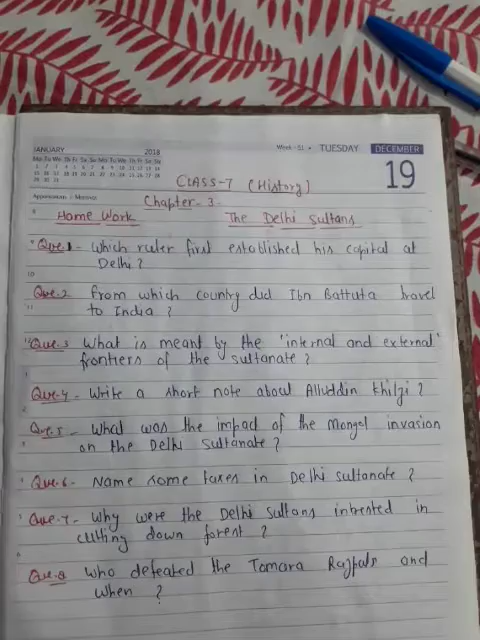 JANUARY 2018
Week - 51 • TUESDAY DECEMBER
19
CLASS-7 (History)
Appointments & Memos
Chapter - 3
Home Work The Delhi Sultans
Que.1- Which ruler first established his capital at
Delhi?
Que.2 From which country did Ibn Battuta travel
to India ?
Que.3 What is meant by the 'internal and external'
frontiers of the sultanate ?
Que.4- Write a short note about Alluddin Khilji ?
Que.5- What was the impact of the Mongol invasion
on the Delhi Sultanate ?
Que.6- Name some taxes in Delhi sultanate ?
Que.7- Why were the Delhi Sultans intrested in
cutting down forest ?
Que.8 Who defeated the Tomara Rajputs and
when ?